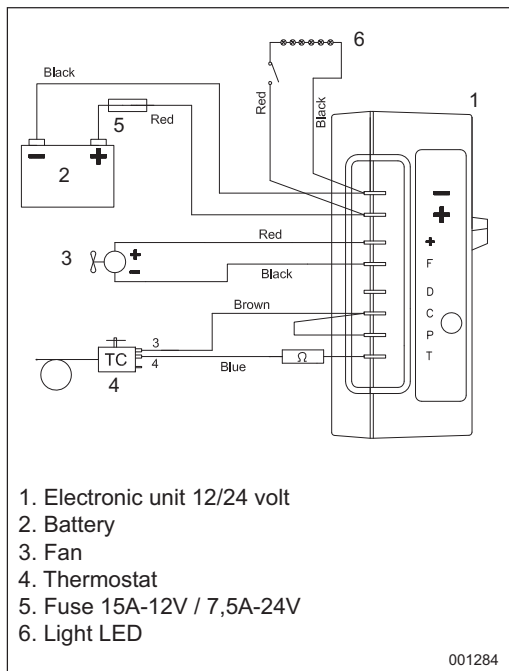 6
1
Black
Red
Black
5
Red
− +
2
−
+
+
F
D
C
P
T
Red
3
+
−
Black
Brown
3
TC
4
4
Blue
Ω
1. Electronic unit 12/24 volt
2. Battery
3. Fan
4. Thermostat
5. Fuse 15A-12V / 7,5A-24V
6. Light LED
001284